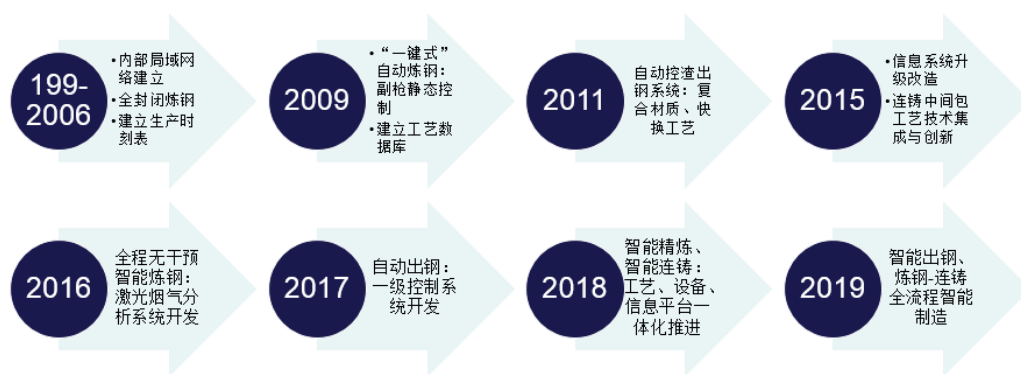 199-
2006
•内部局域网
络建立
•全封闭炼钢
•建立生产时
刻表
2009
•“一键式”
自动炼钢：
副枪静态控
制
•建立工艺数
据库
2011
自动控渣出
钢系统：复
合材质、快
换工艺
2015
•信息系统升
级改造
•连铸中间包
工艺技术集
成与创新
2016
全程无干预
智能炼钢：
激光烟气分
析系统开发
2017
自动出钢：
一级控制系
统开发
2018
智能精炼、
智能连铸：
工艺、设备、
信息平台一
体化推进
2019
智能出钢、
炼钢-连铸
全流程智能
制造